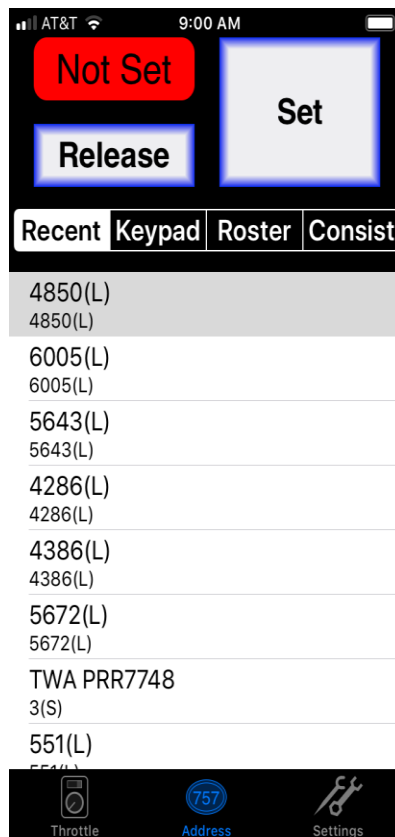 AT&T 9:00 AM
Not Set
Set
Release
Recent Keypad Roster Consist
4850(L)
4850(L)
6005(L)
6005(L)
5643(L)
5643(L)
4286(L)
4286(L)
4386(L)
4386(L)
5672(L)
5672(L)
TWA PRR7748
3(S)
551(L)
551(L)
757
Throttle Address Settings